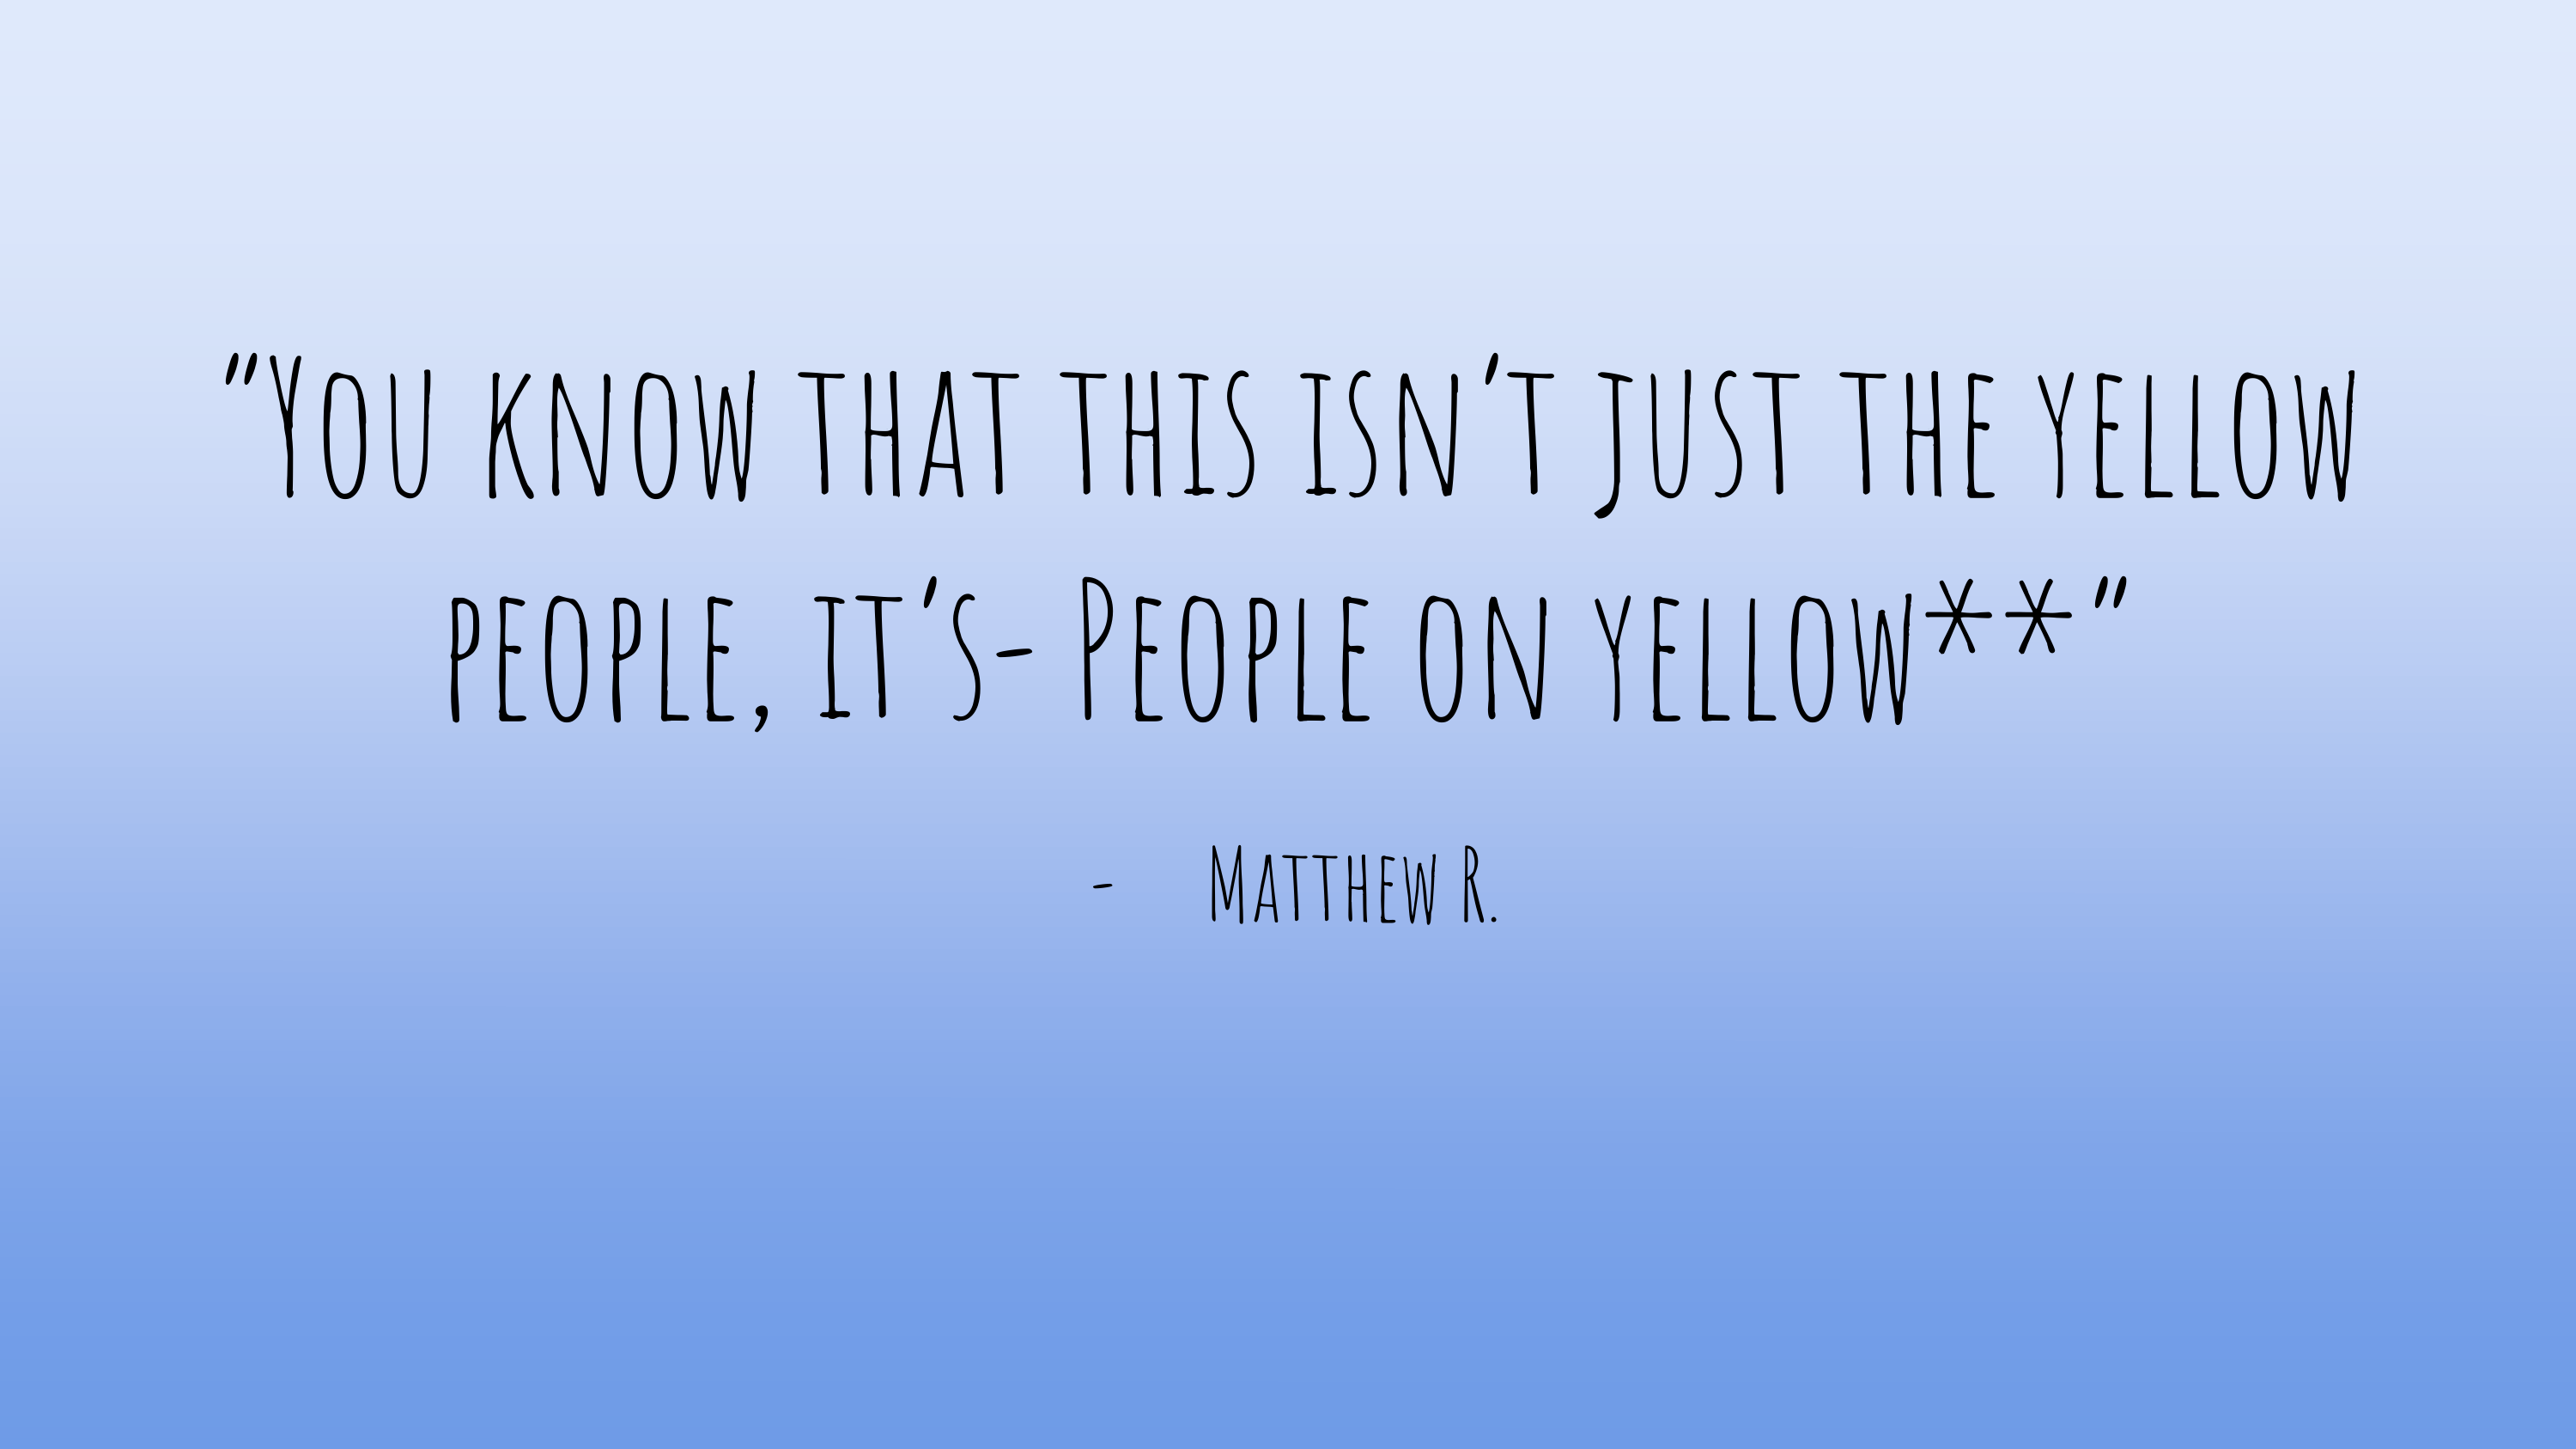 "You know that this isn't just the yellow
people, it's- People on yellow**"
- Matthew R.